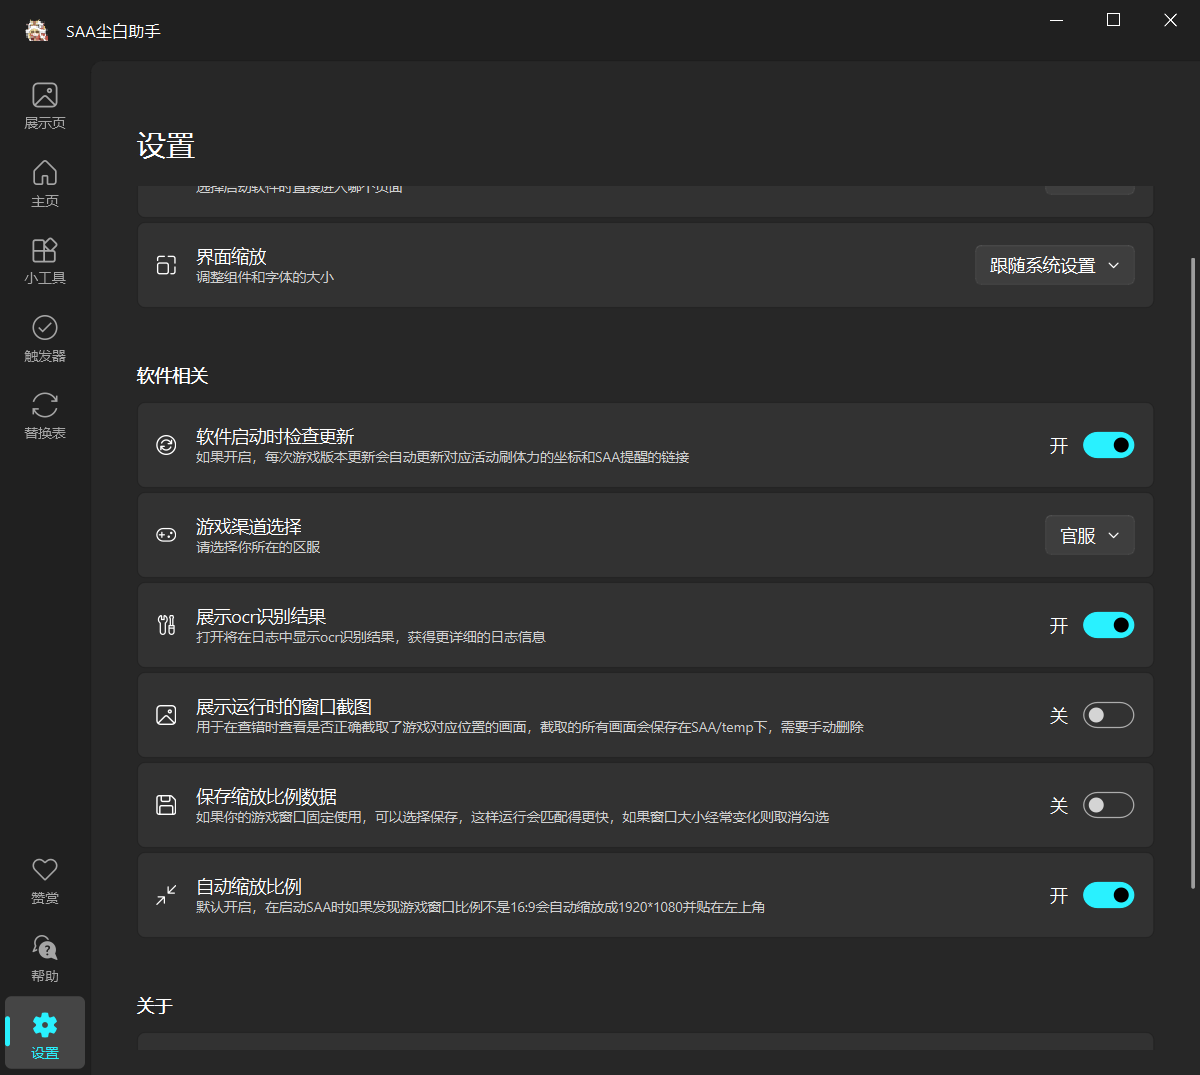 SAA尘白助手
展示页
主页
小工具
触发器
替换表
赞赏
帮助
设置
设置
选择启动软件时直接进入哪个页面
界面缩放
调整组件和字体的大小
跟随系统设置
软件相关
软件启动时检查更新
如果开启，每次游戏版本更新会自动更新对应活动刷体力的坐标和SAA提醒的链接
开
游戏渠道选择
请选择你所在的区服
官服
展示ocr识别结果
打开将在日志中显示ocr识别结果，获得更详细的日志信息
开
展示运行时的窗口截图
用于在查错时查看是否正确截取了游戏对应位置的画面，截取的所有画面会保存在SAA/temp下，需要手动删除
关
保存缩放比例数据
如果你的游戏窗口固定使用，可以选择保存，这样运行会匹配得更快，如果窗口大小经常变化则取消勾选
关
自动缩放比例
默认开启，在启动SAA时如果发现游戏窗口比例不是16:9会自动缩放成1920*1080并贴在左上角
开
关于